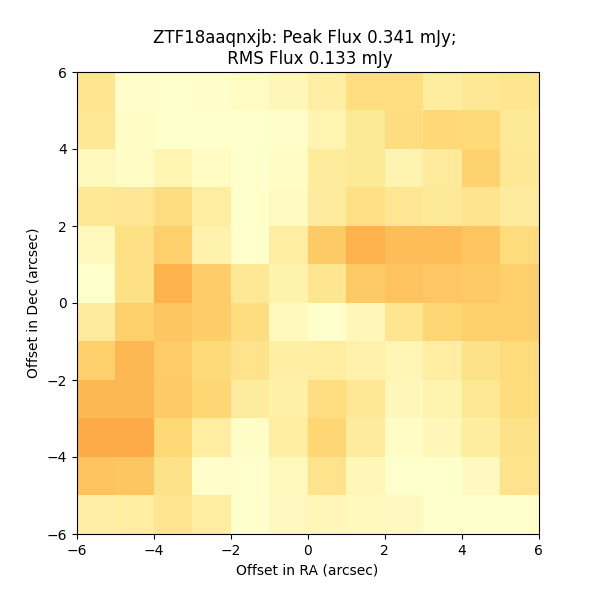 ZTF18aaqnxjb: Peak Flux 0.341 mJy;
RMS Flux 0.133 mJy
6
4
2
0
−2
−4
−6
Offset in Dec (arcsec)
−6 −4 −2 0 2 4 6
Offset in RA (arcsec)